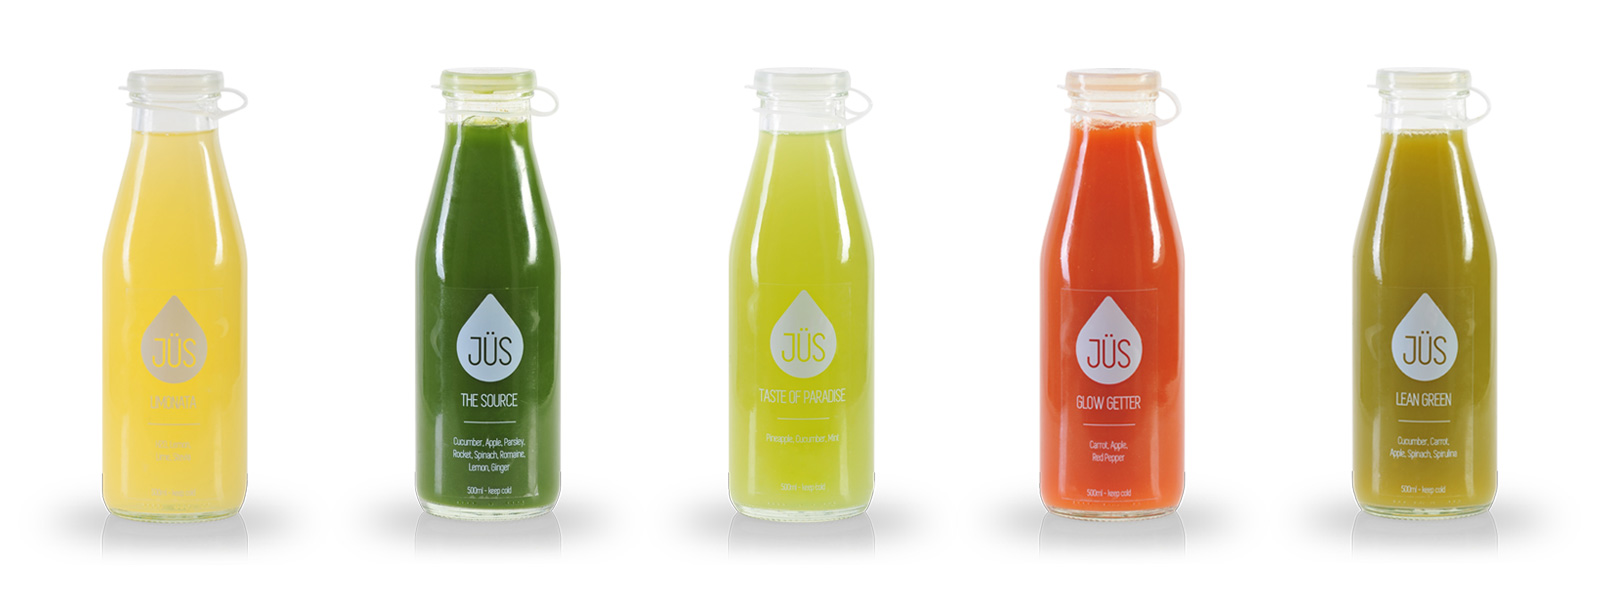 JÜS
LIMONATA
JÜS
THE SOURCE
Cucumber, Apple, Parsley,
Rocket, Spinach, Romaine,
Lemon, Ginger
500ml - keep cold
JÜS
TASTE OF PARADISE
Pineapple, Cucumber, Mint
500ml - keep cold
JÜS
GLOW GETTER
Carrot, Apple,
Red Pepper
500ml - keep cold
JÜS
LEAN GREEN
Cucumber, Carrot,
Apple, Spinach, Spirulina
500ml - keep cold